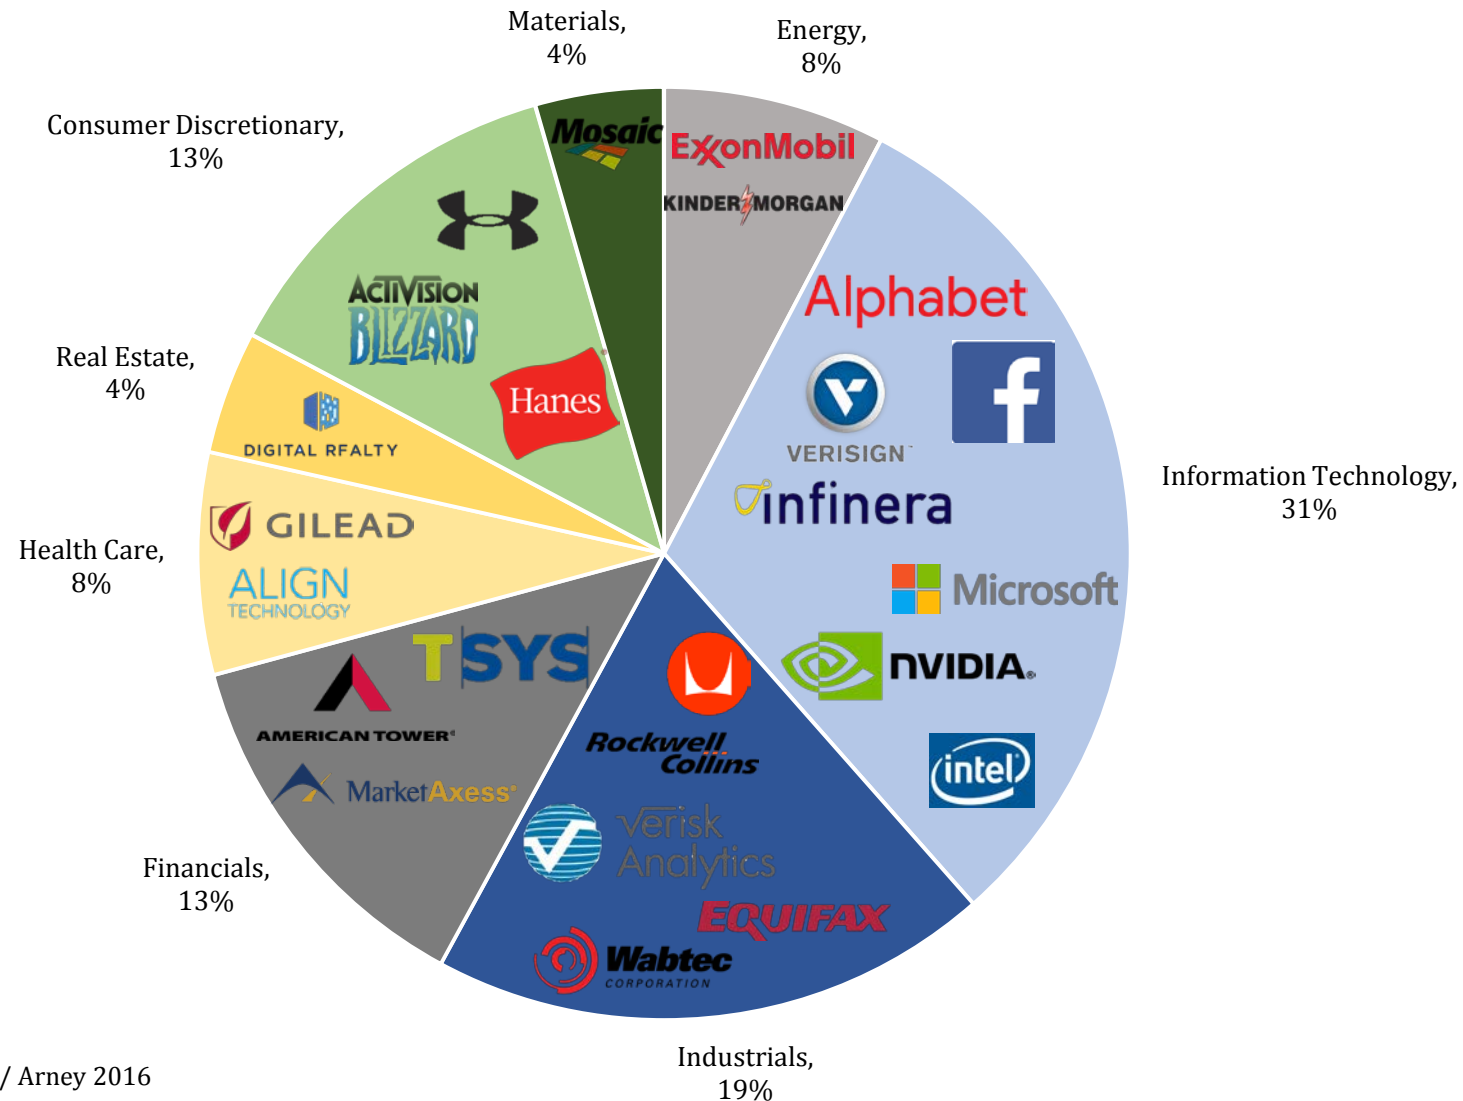 Materials,
4%
Energy,
8%
Consumer Discretionary,
13%
Mosaic
ExxonMobil
KINDER MORGAN
ACTIVISION
BLIZZARD
Alphabet
f
Real Estate,
4%
Hanes
DIGITAL REALTY
VERISIGN
infinera
Information Technology,
31%
GILEAD
Health Care,
8%
ALIGN
TECHNOLOGY
Microsoft
TSYS
NVIDIA®
AMERICAN TOWER®
Rockwell
Collins
MarketAxess®
intel
Verisk
Analytics
Financials,
13%
EQUIFAX
Wabtec
CORPORATION
Industrials,
19%
/ Arney 2016